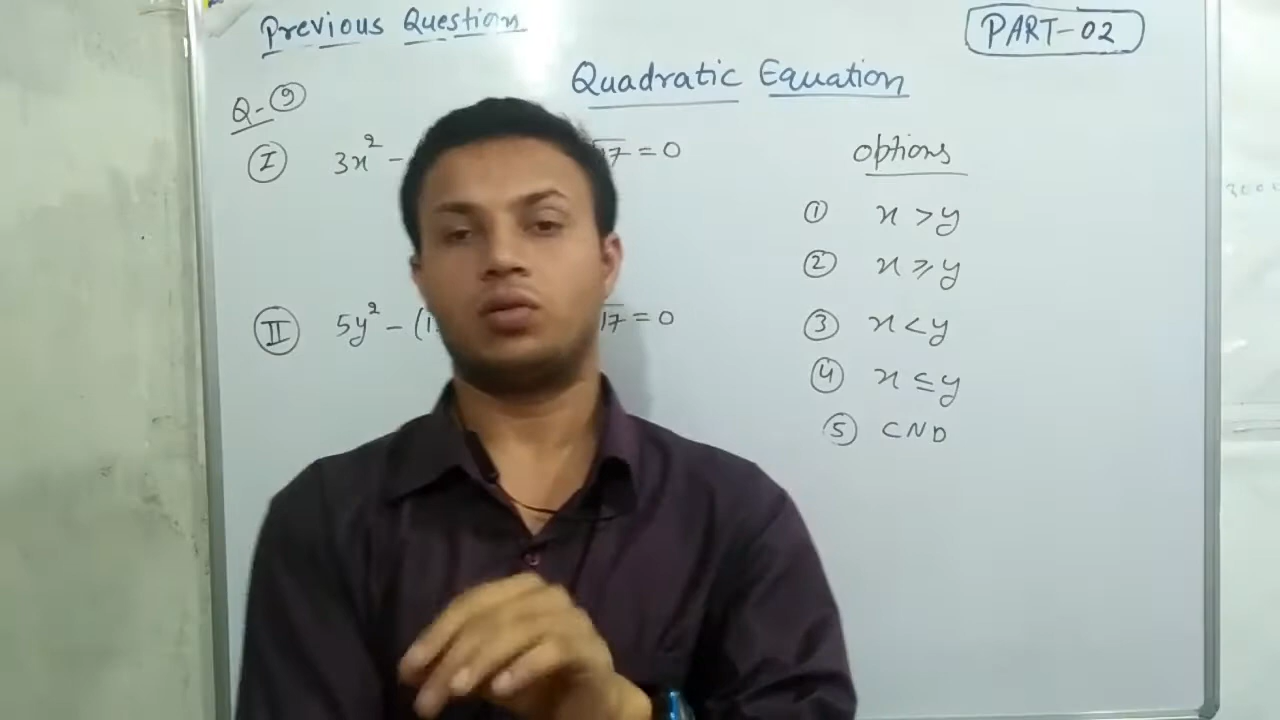 Previous Question
PART-02
Quadratic Equation
Q-⑨
Ⓘ 3x² - √17 = 0
options
① x > y
② x ≥ y
Ⅱ 5y² - (1 √17 = 0
③ x < y
④ x ≤ y
⑤ CND